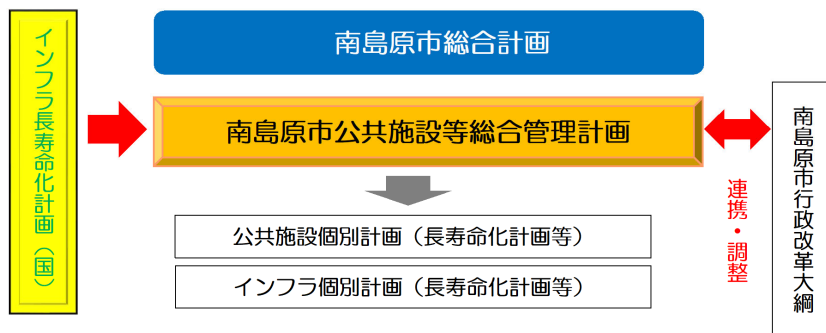 インフラ長寿命化計画（国）
南島原市総合計画
南島原市公共施設等総合管理計画
公共施設個別計画（長寿命化計画等）
インフラ個別計画（長寿命化計画等）
連携・調整
南島原市行政改革大綱